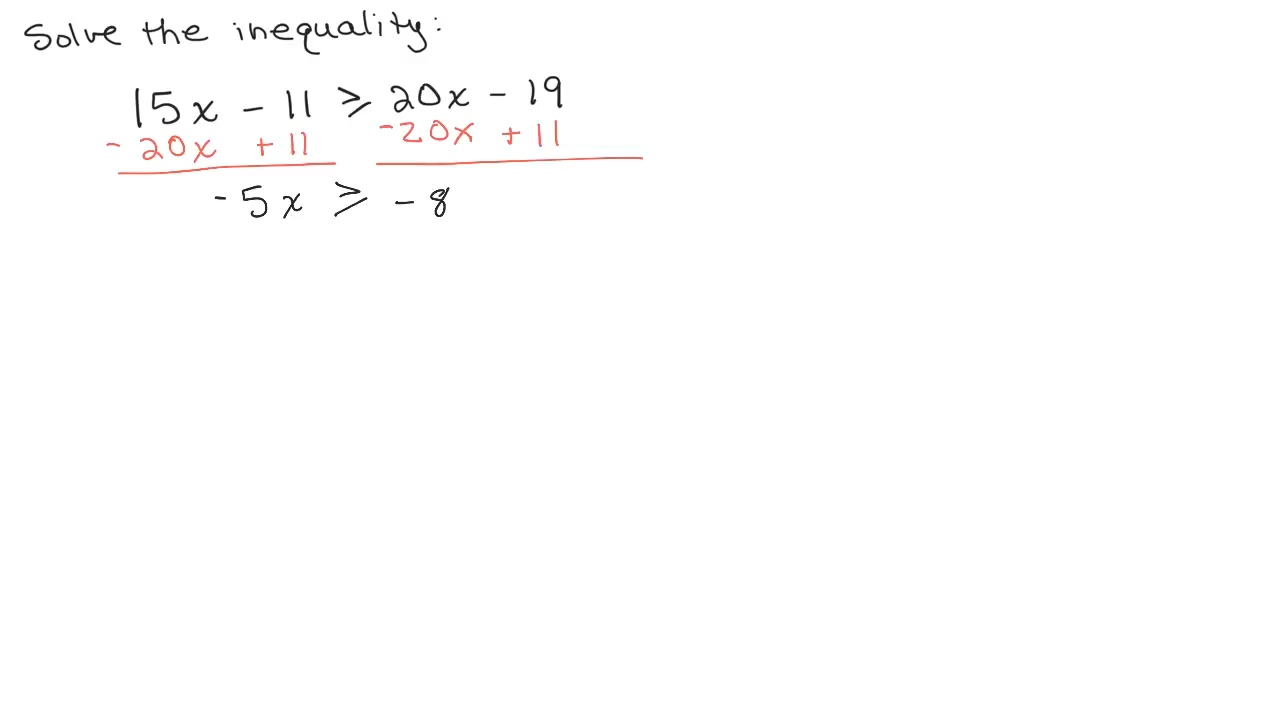 Solve the inequality:
15x - 11 ≥ 20x - 19
- 20x + 11 - 20x + 11
- 5x ≥ - 8